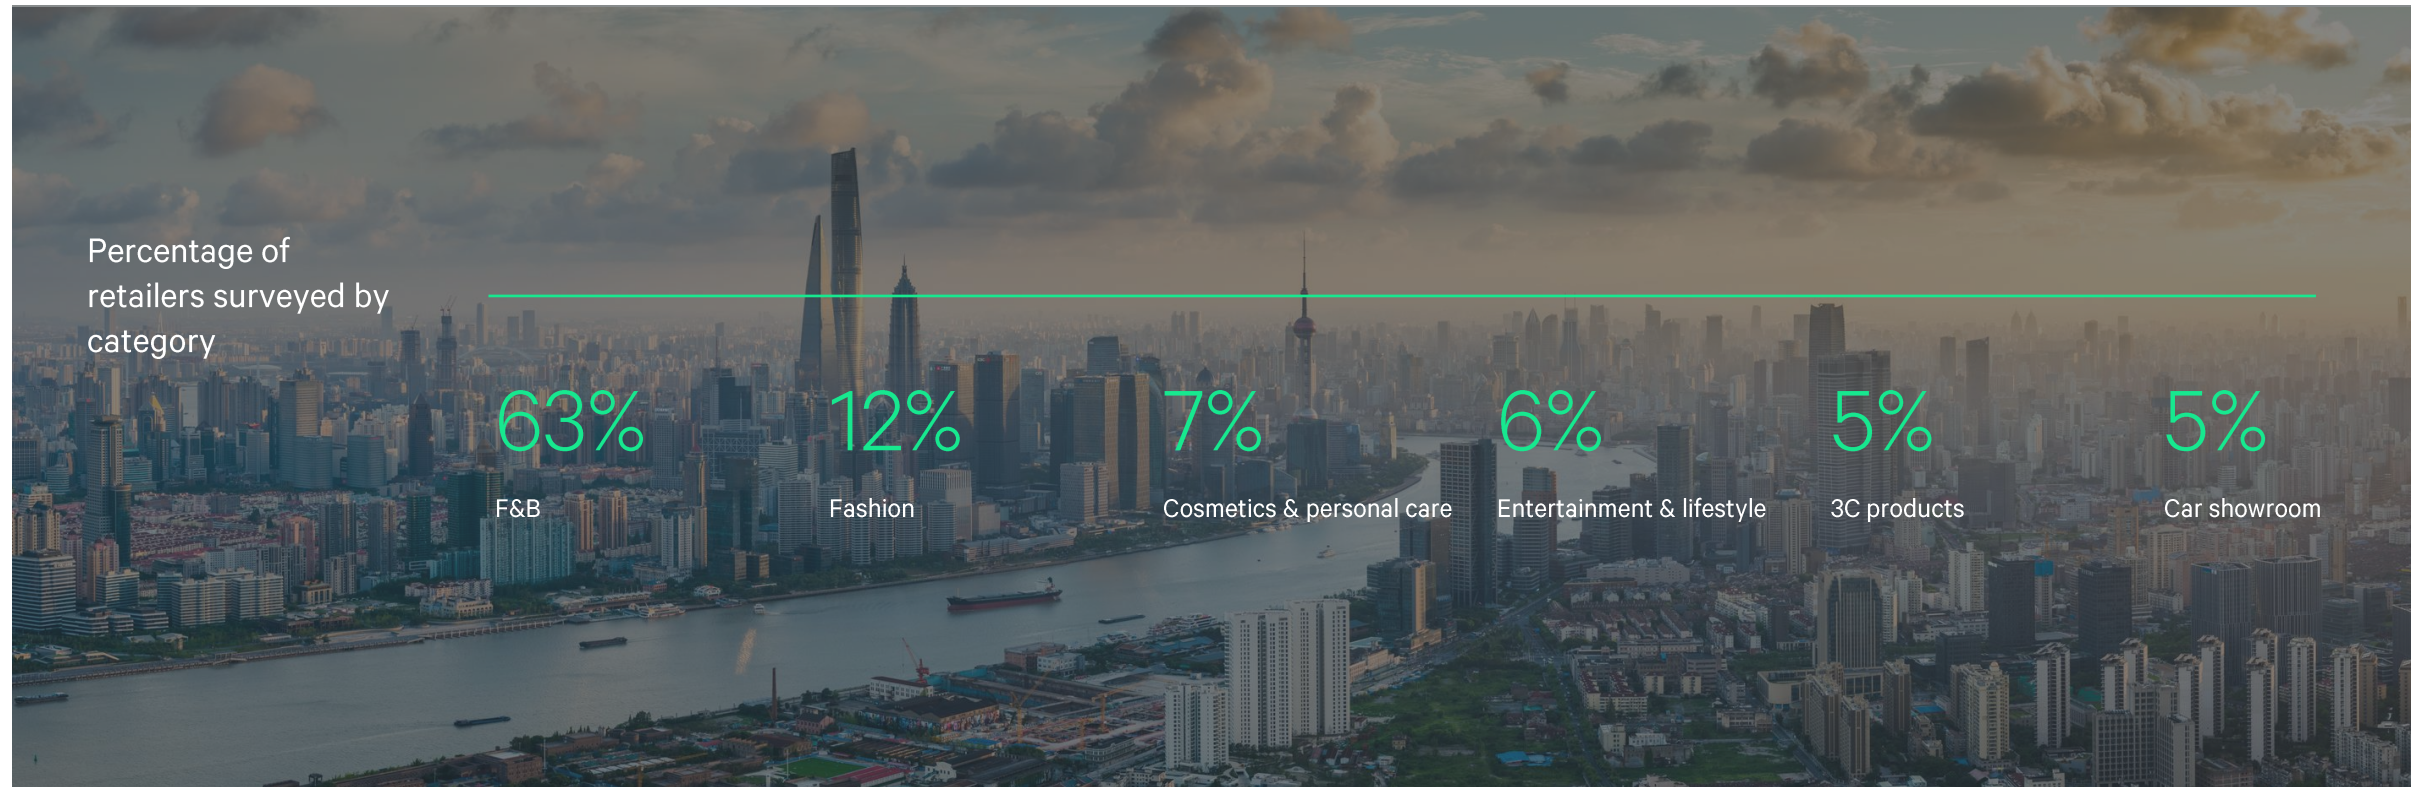 Percentage of
retailers surveyed by
category
63%
F&B
12%
Fashion
7%
Cosmetics & personal care
6%
Entertainment & lifestyle
5%
3C products
5%
Car showroom